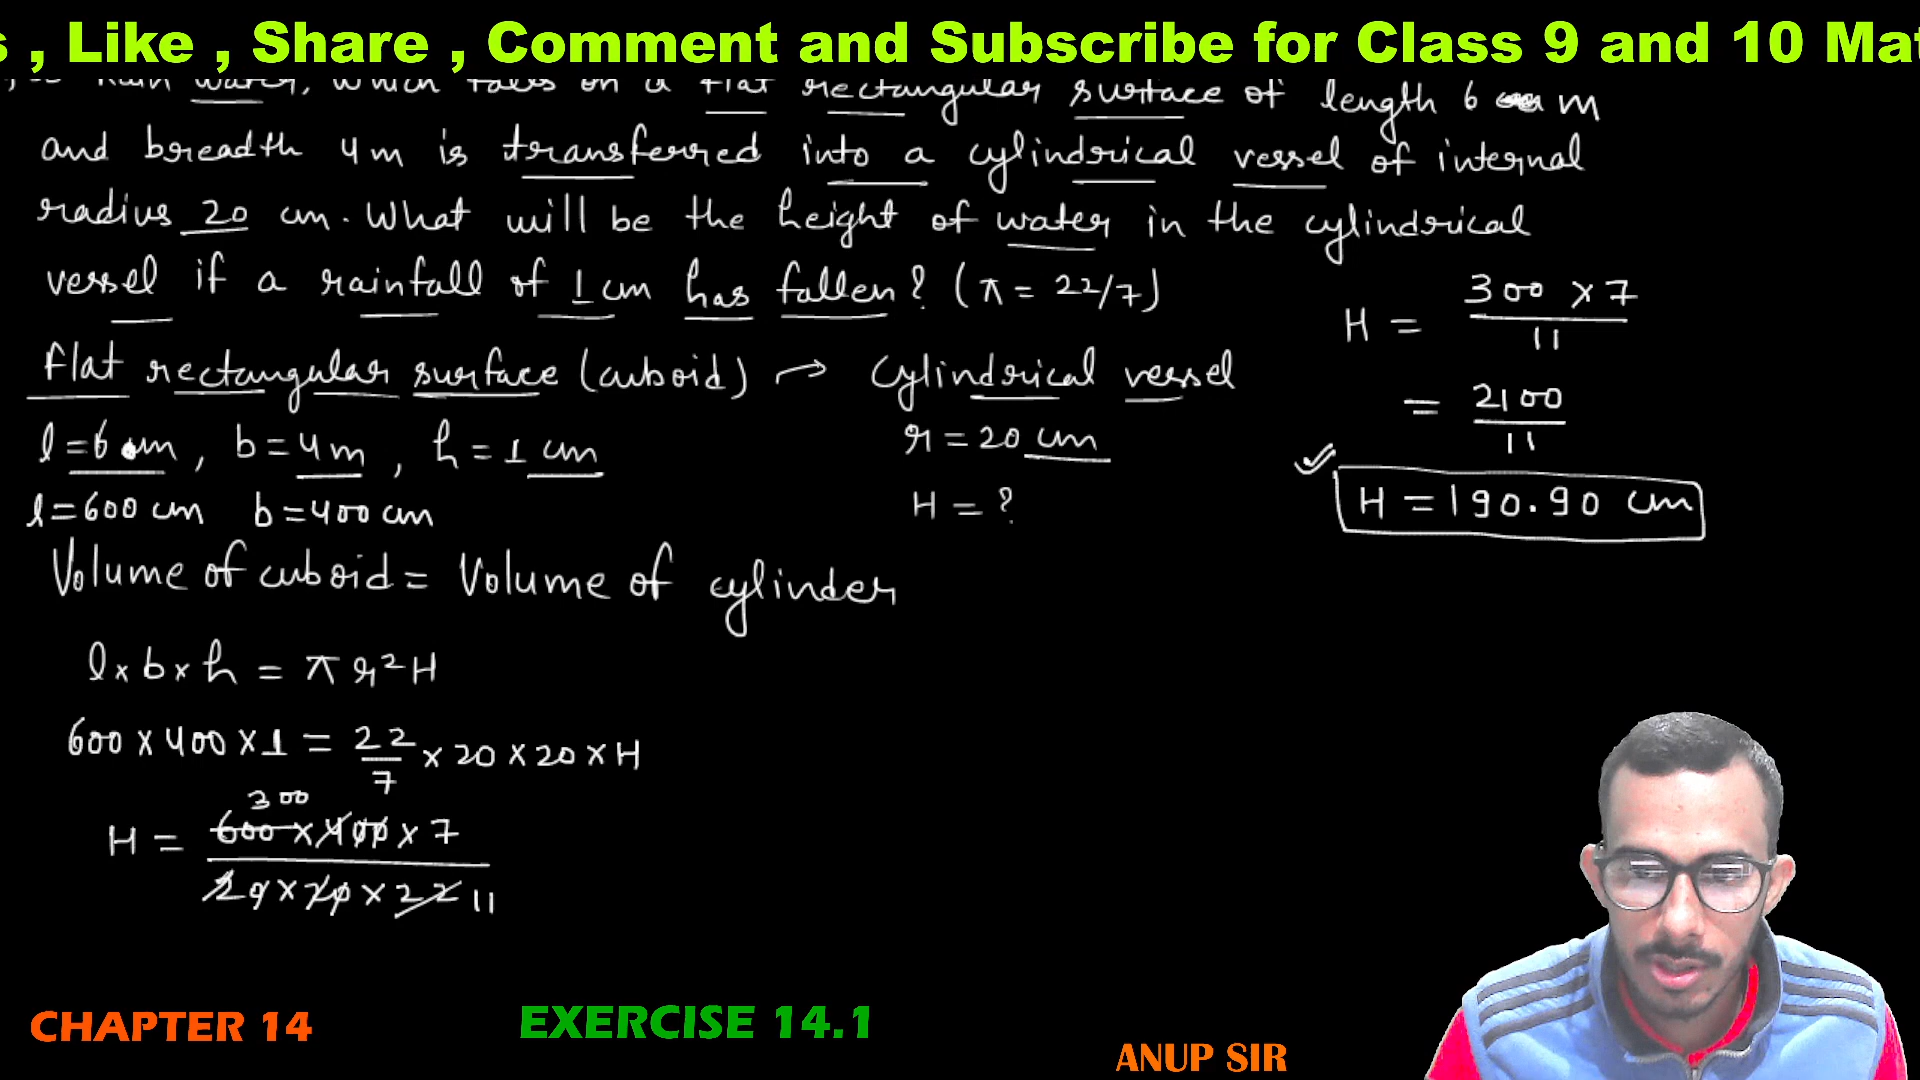 , Like , Share , Comment and Subscribe for Class 9 and 10
Rain water, which falls on a flat rectangular surface of length 6 m
and breadth 4 m is transferred into a cylindrical vessel of internal
radius 20 cm. What will be the height of water in the cylindrical
vessel if a rainfall of 1 cm has fallen? (π = 22/7)
Flat rectangular surface (cuboid) → Cylindrical vessel
l = 6 m, b = 4 m, h = 1 cm
r = 20 cm
l = 600 cm b = 400 cm
H = ?
Volume of cuboid = Volume of cylinder
l × b × h = π r² H
600 × 400 × 1 = 22/7 × 20 × 20 × H
300
H = 600 × 400 × 7
20 × 20 × 22 11
H = 300 × 7 / 11
= 2100 / 11
H = 190.90 cm
CHAPTER 14
EXERCISE 14.1
ANUP SIR